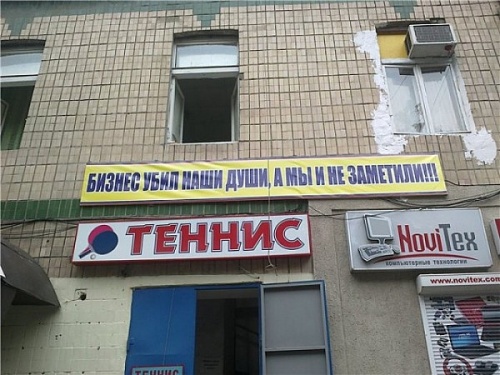 БИЗНЕС УБИЛ НАШИ ДУШИ, А МЫ И НЕ ЗАМЕТИЛИ!!!
ТЕННИС
NoviTex
КОМПЬЮТЕРНЫЕ ТЕХНОЛОГИИ
www.novitex.com
ТЕННИС